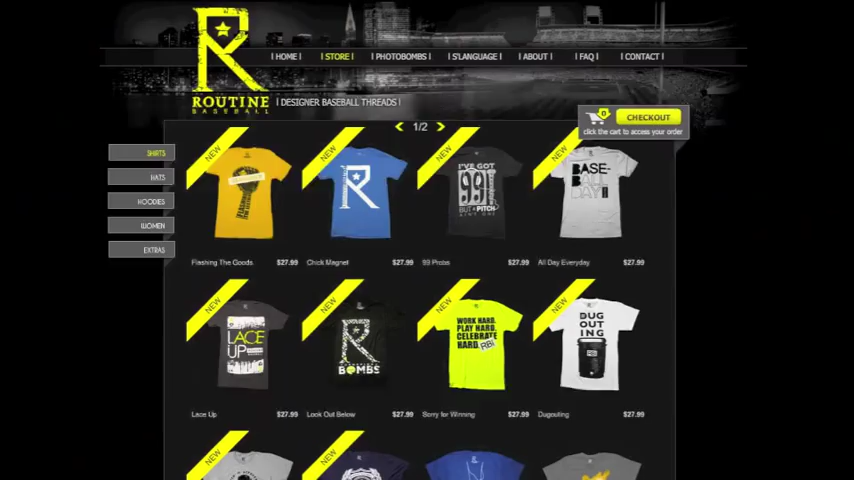 R
ROUTINE
BASEBALL
| HOME | | STORE | | PHOTOBOMBS | | S'LANGUAGE | | ABOUT | | FAQ | | CONTACT |
| DESIGNER BASEBALL THREADS |
0 CHECKOUT
click the cart to access your order
1/2
SHIRTS
HATS
HOODIES
WOMEN
EXTRAS
NEW NEW NEW NEW
R
I'VE GOT
99
BUT A PITCH
AIN'T ONE
BASE-
BALL
DAY
Flashing The Goods $27.99 Chick Magnet $27.99 99 Probs $27.99 All Day Everyday $27.99
NEW NEW NEW NEW
LACE
UP
R
BOMBS
WORK HARD.
PLAY HARD.
CELEBRATE
HARD. RBI
DUG
OUT
ING
RBI
Lace Up $27.99 Look Out Below $27.99 Sorry for Winning $27.99 Dugouting $27.99
NEW NEW